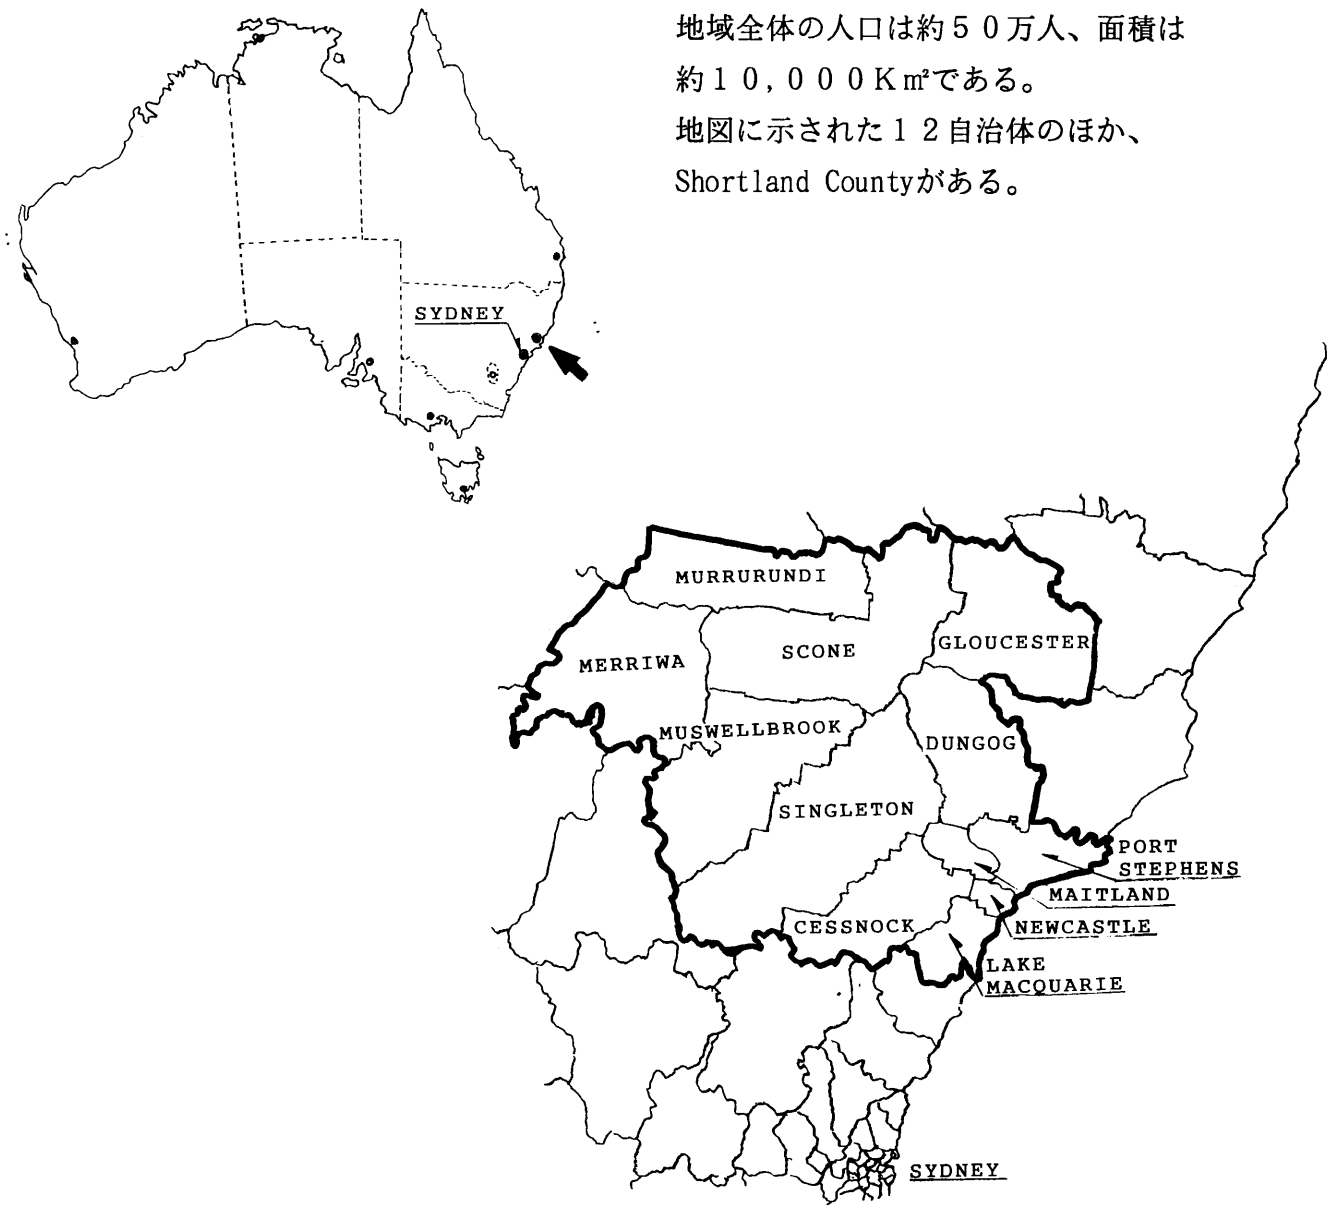 地域全体の人口は約５０万人、面積は
約１０,０００Ｋ㎡である。
地図に示された１２自治体のほか、
Shortland Countyがある。
SYDNEY
MURRURUNDI
GLOUCESTER
SCONE
MERRIWA
MUSWELLBROOK
DUNGOG
SINGLETON
PORT
STEPHENS
MAITLAND
CESSNOCK
NEWCASTLE
LAKE
MACQUARIE
SYDNEY